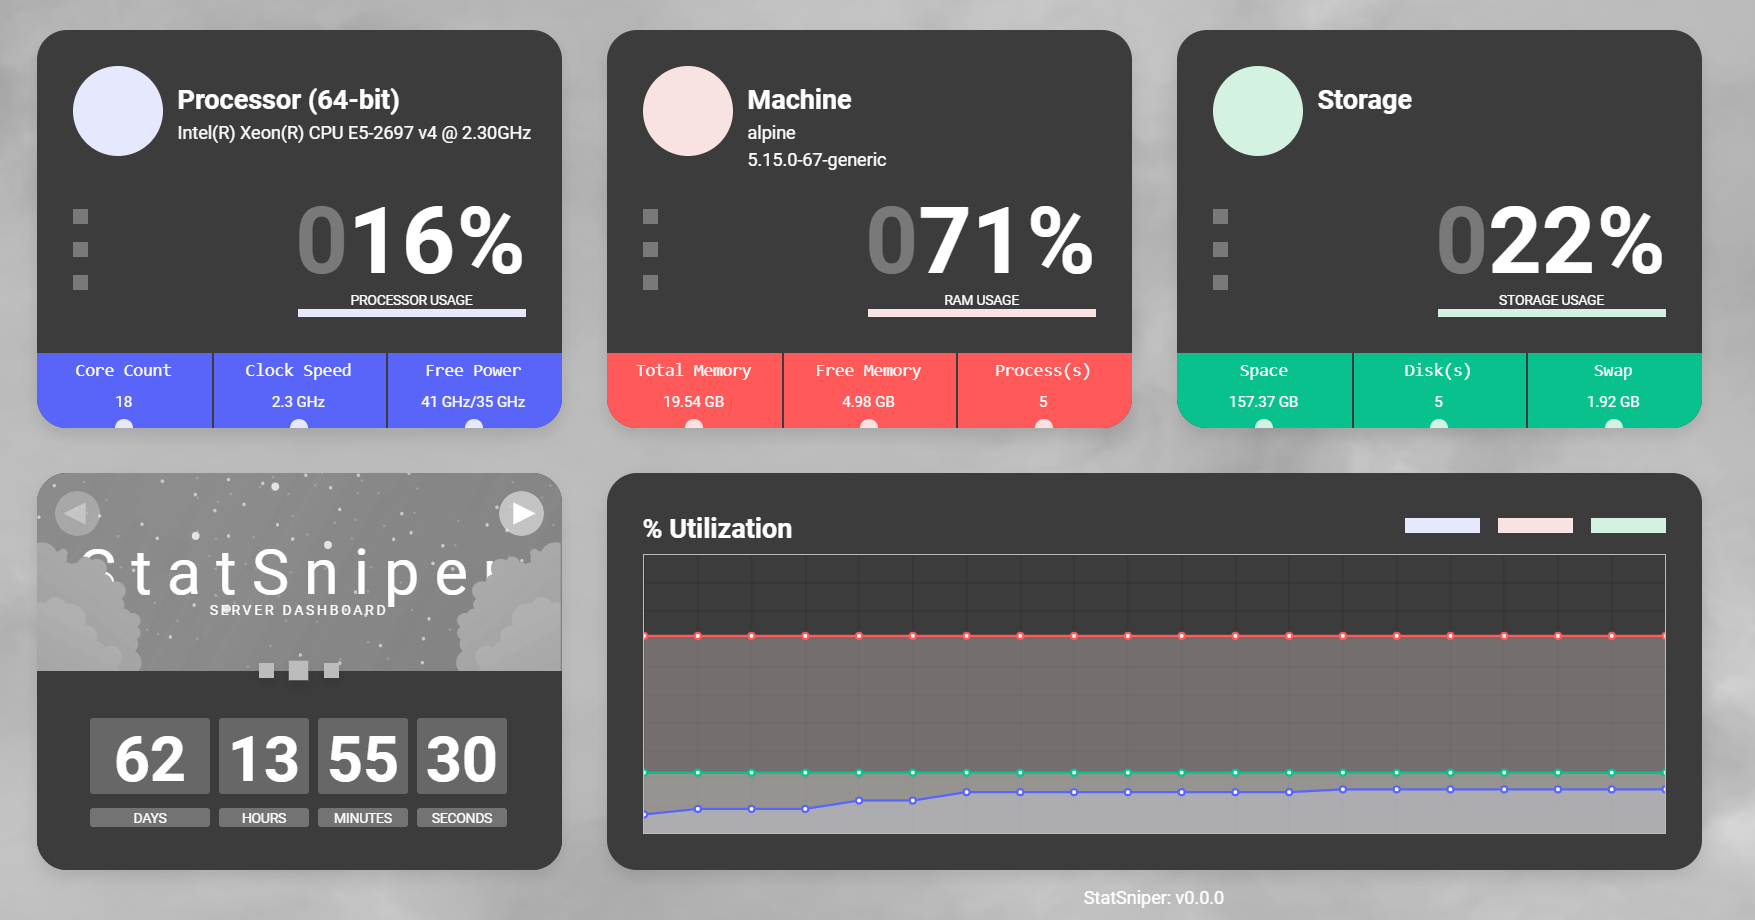 Processor (64-bit)
Intel(R) Xeon(R) CPU E5-2697 v4 @ 2.30GHz
016%
PROCESSOR USAGE
Core Count
Clock Speed
Free Power
18
2.3 GHz
41 GHz/35 GHz
Machine
alpine
5.15.0-67-generic
071%
RAM USAGE
Total Memory
Free Memory
Process(s)
19.54 GB
4.98 GB
5
Storage
022%
STORAGE USAGE
Space
Disk(s)
Swap
157.37 GB
5
1.92 GB
StatSniper
SERVER DASHBOARD
62
13
55
30
DAYS
HOURS
MINUTES
SECONDS
% Utilization
StatSniper: v0.0.0